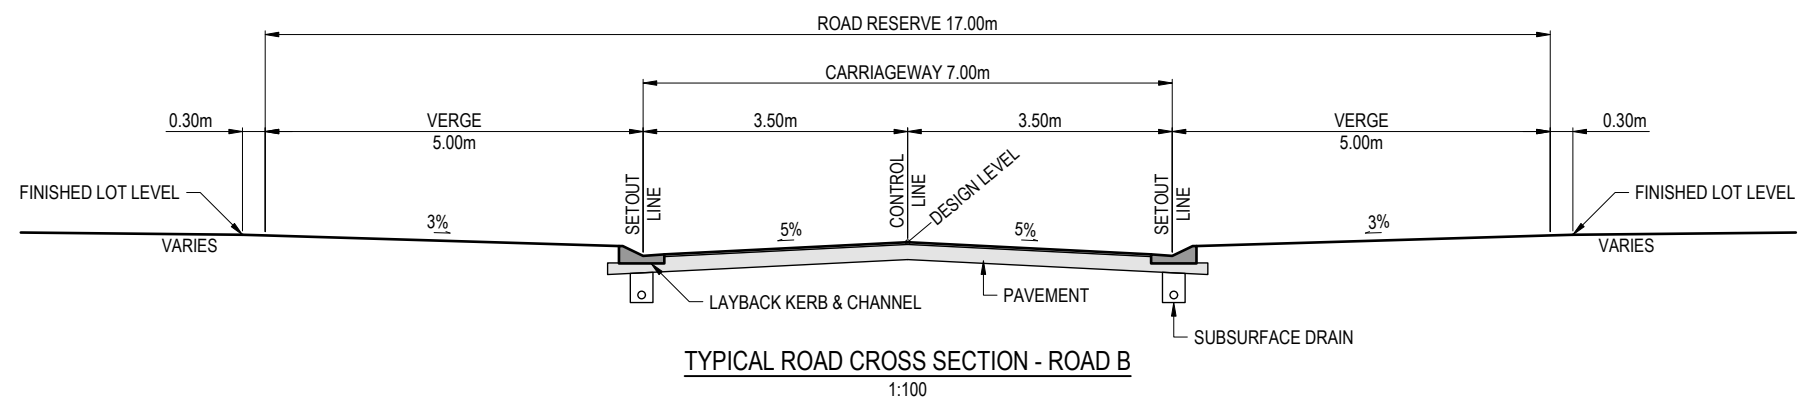 ROAD RESERVE 17.00m
CARRIAGEWAY 7.00m
0.30m
VERGE
5.00m
3.50m
3.50m
VERGE
5.00m
0.30m
FINISHED LOT LEVEL
SETOUT
LINE
CONTROL
LINE
DESIGN LEVEL
SETOUT
LINE
FINISHED LOT LEVEL
VARIES
3%
5%
5%
3%
VARIES
LAYBACK KERB & CHANNEL
PAVEMENT
SUBSURFACE DRAIN
TYPICAL ROAD CROSS SECTION - ROAD B
1:100